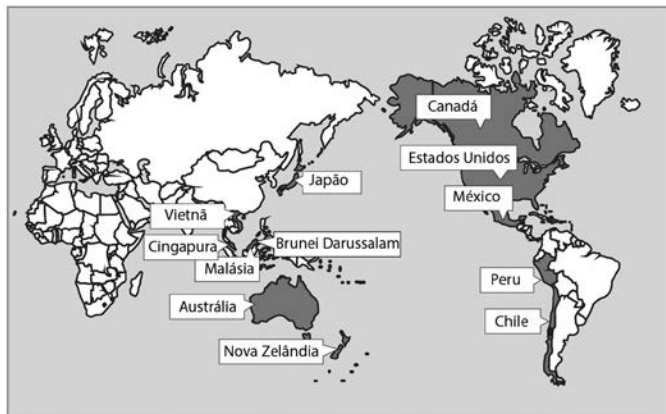 Canadá
Estados Unidos
Japão
México
Vietnã
Cingapura
Brunei Darussalam
Malásia
Peru
Austrália
Chile
Nova Zelândia